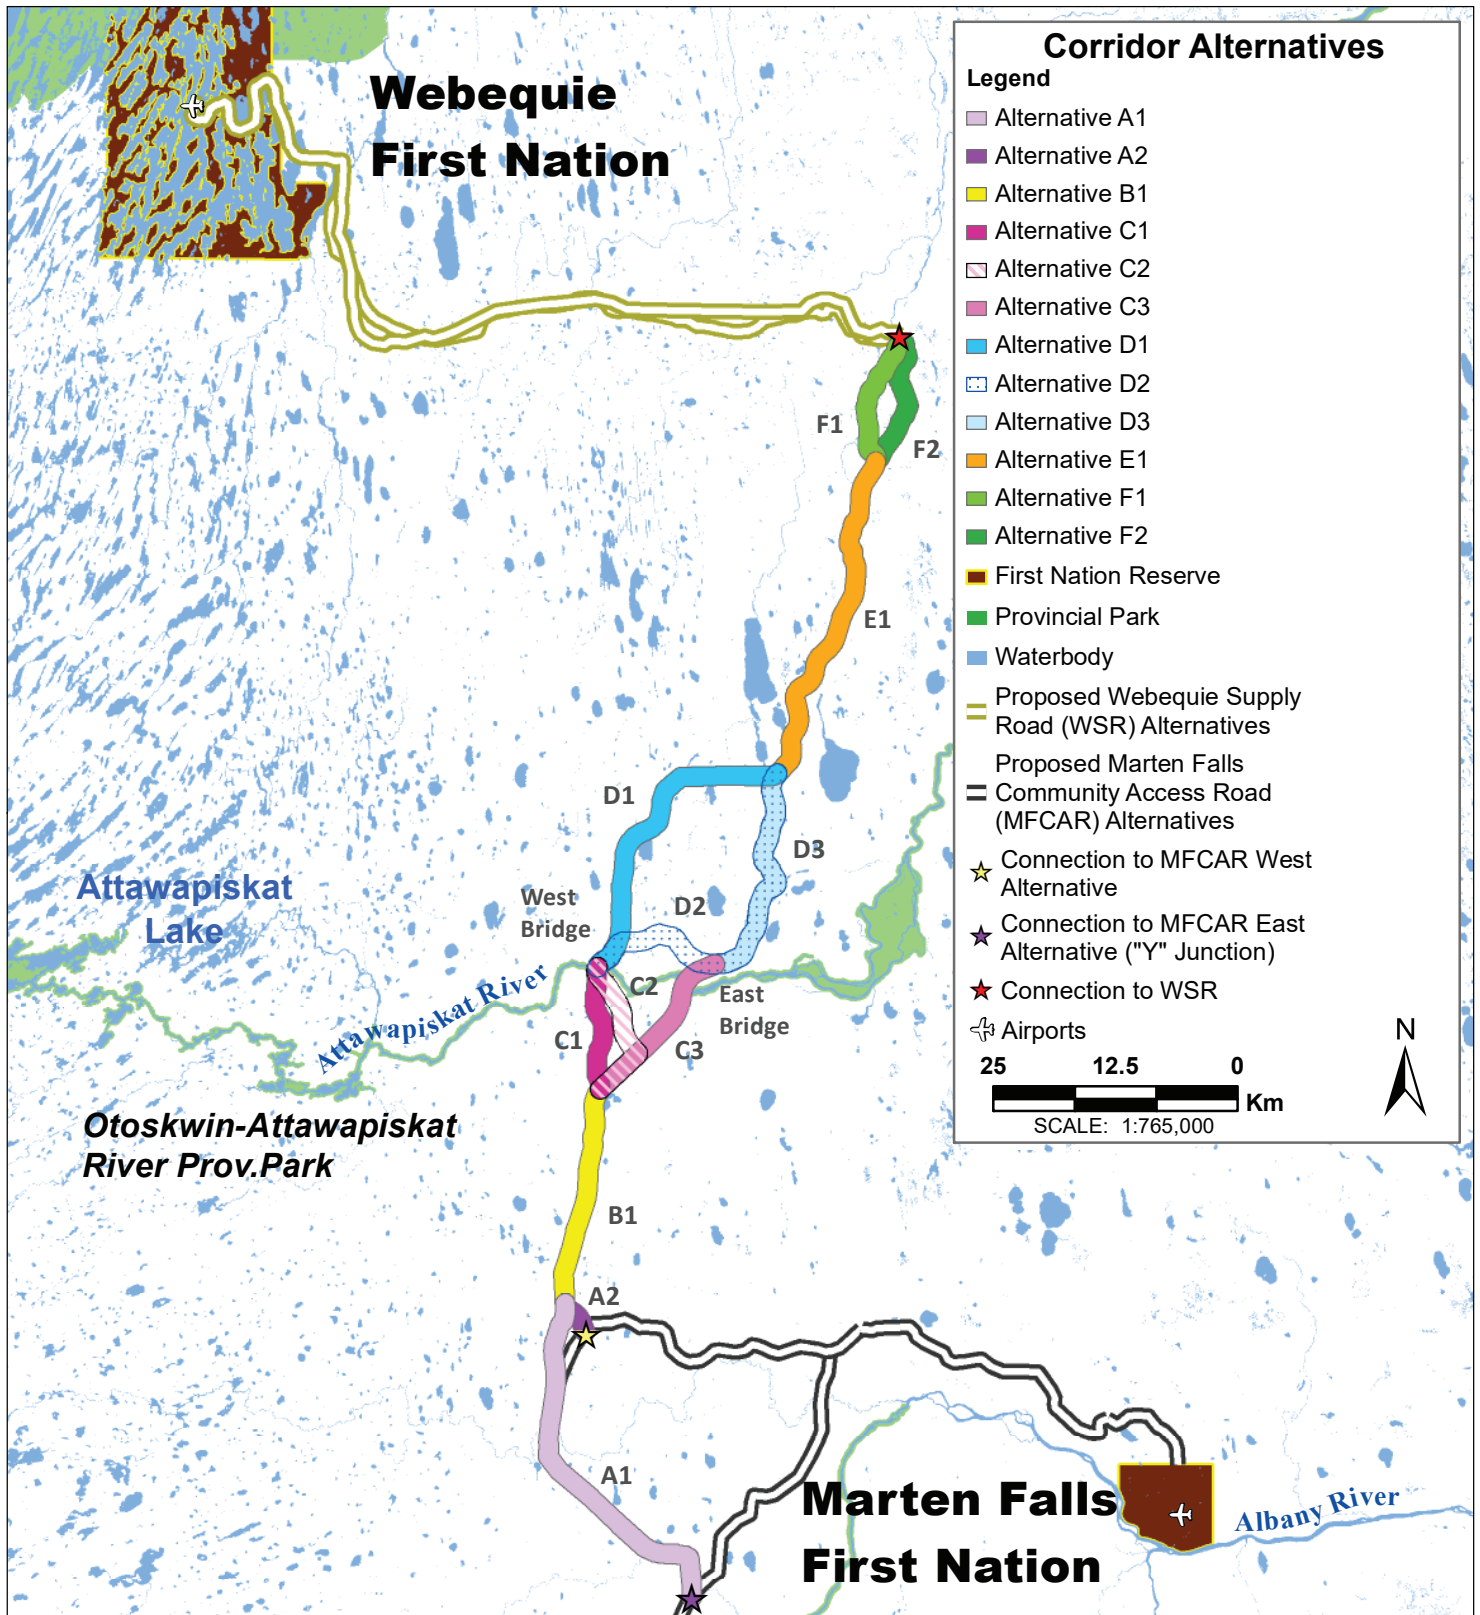 Webequie
First Nation
F1
F2
E1
D1
D3
West
Bridge
D2
Attawapiskat
Lake
C2
East
Bridge
Attawapiskat River
C1
C3
Otoskwin-Attawapiskat
River Prov.Park
B1
A2
A1
Marten Falls
First Nation
Albany River
Corridor Alternatives
Legend
Alternative A1
Alternative A2
Alternative B1
Alternative C1
Alternative C2
Alternative C3
Alternative D1
Alternative D2
Alternative D3
Alternative E1
Alternative F1
Alternative F2
First Nation Reserve
Provincial Park
Waterbody
Proposed Webequie Supply
Road (WSR) Alternatives
Proposed Marten Falls
Community Access Road
(MFCAR) Alternatives
Connection to MFCAR West
Alternative
Connection to MFCAR East
Alternative ("Y" Junction)
Connection to WSR
Airports
N
25 12.5 0
Km
SCALE: 1:765,000